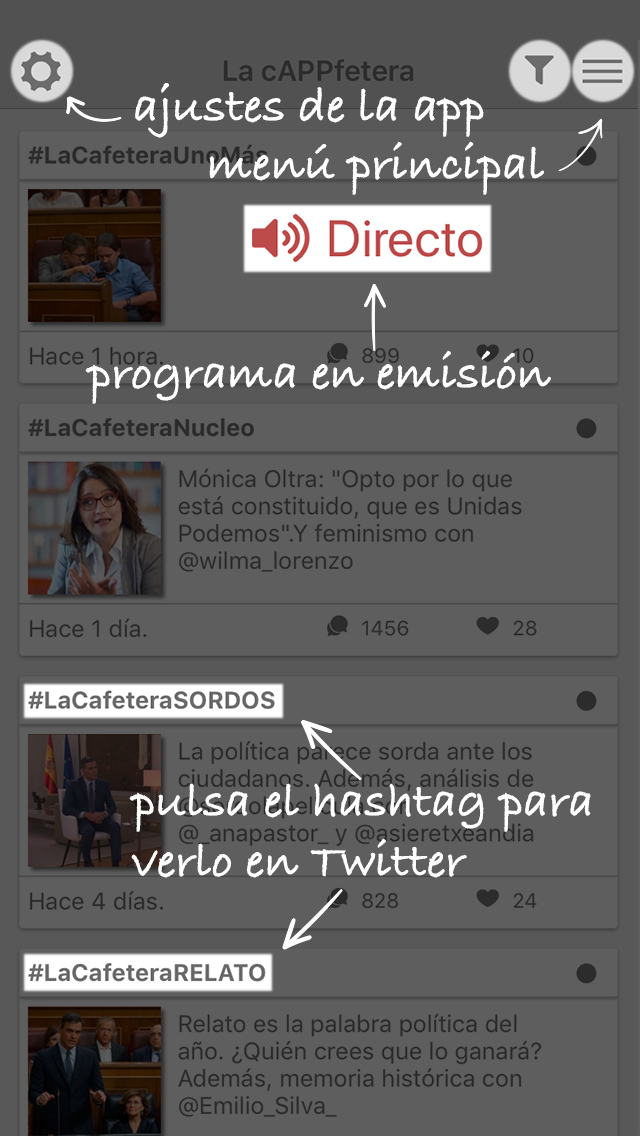 La cAPPfetera
ajustes de la app
#LaCafeteraUnoMás
menú principal
Directo
Hace 1 hora.
899
10
programa en emisión
#LaCafeteraNucleo
Mónica Oltra: "Opto por lo que
está constituido, que es Unidas
Podemos".Y feminismo con
@wilma_lorenzo
Hace 1 día.
1456
28
#LaCafeteraSORDOS
La política parece sorda ante los
ciudadanos. Además, análisis de
pulsa el hashtag para
@_anapastor_ y @asieretxeandia
verlo en Twitter
Hace 4 días.
828
24
#LaCafeteraRELATO
Relato es la palabra política del
año. ¿Quién crees que lo ganará?
Además, memoria histórica con
@Emilio_Silva_